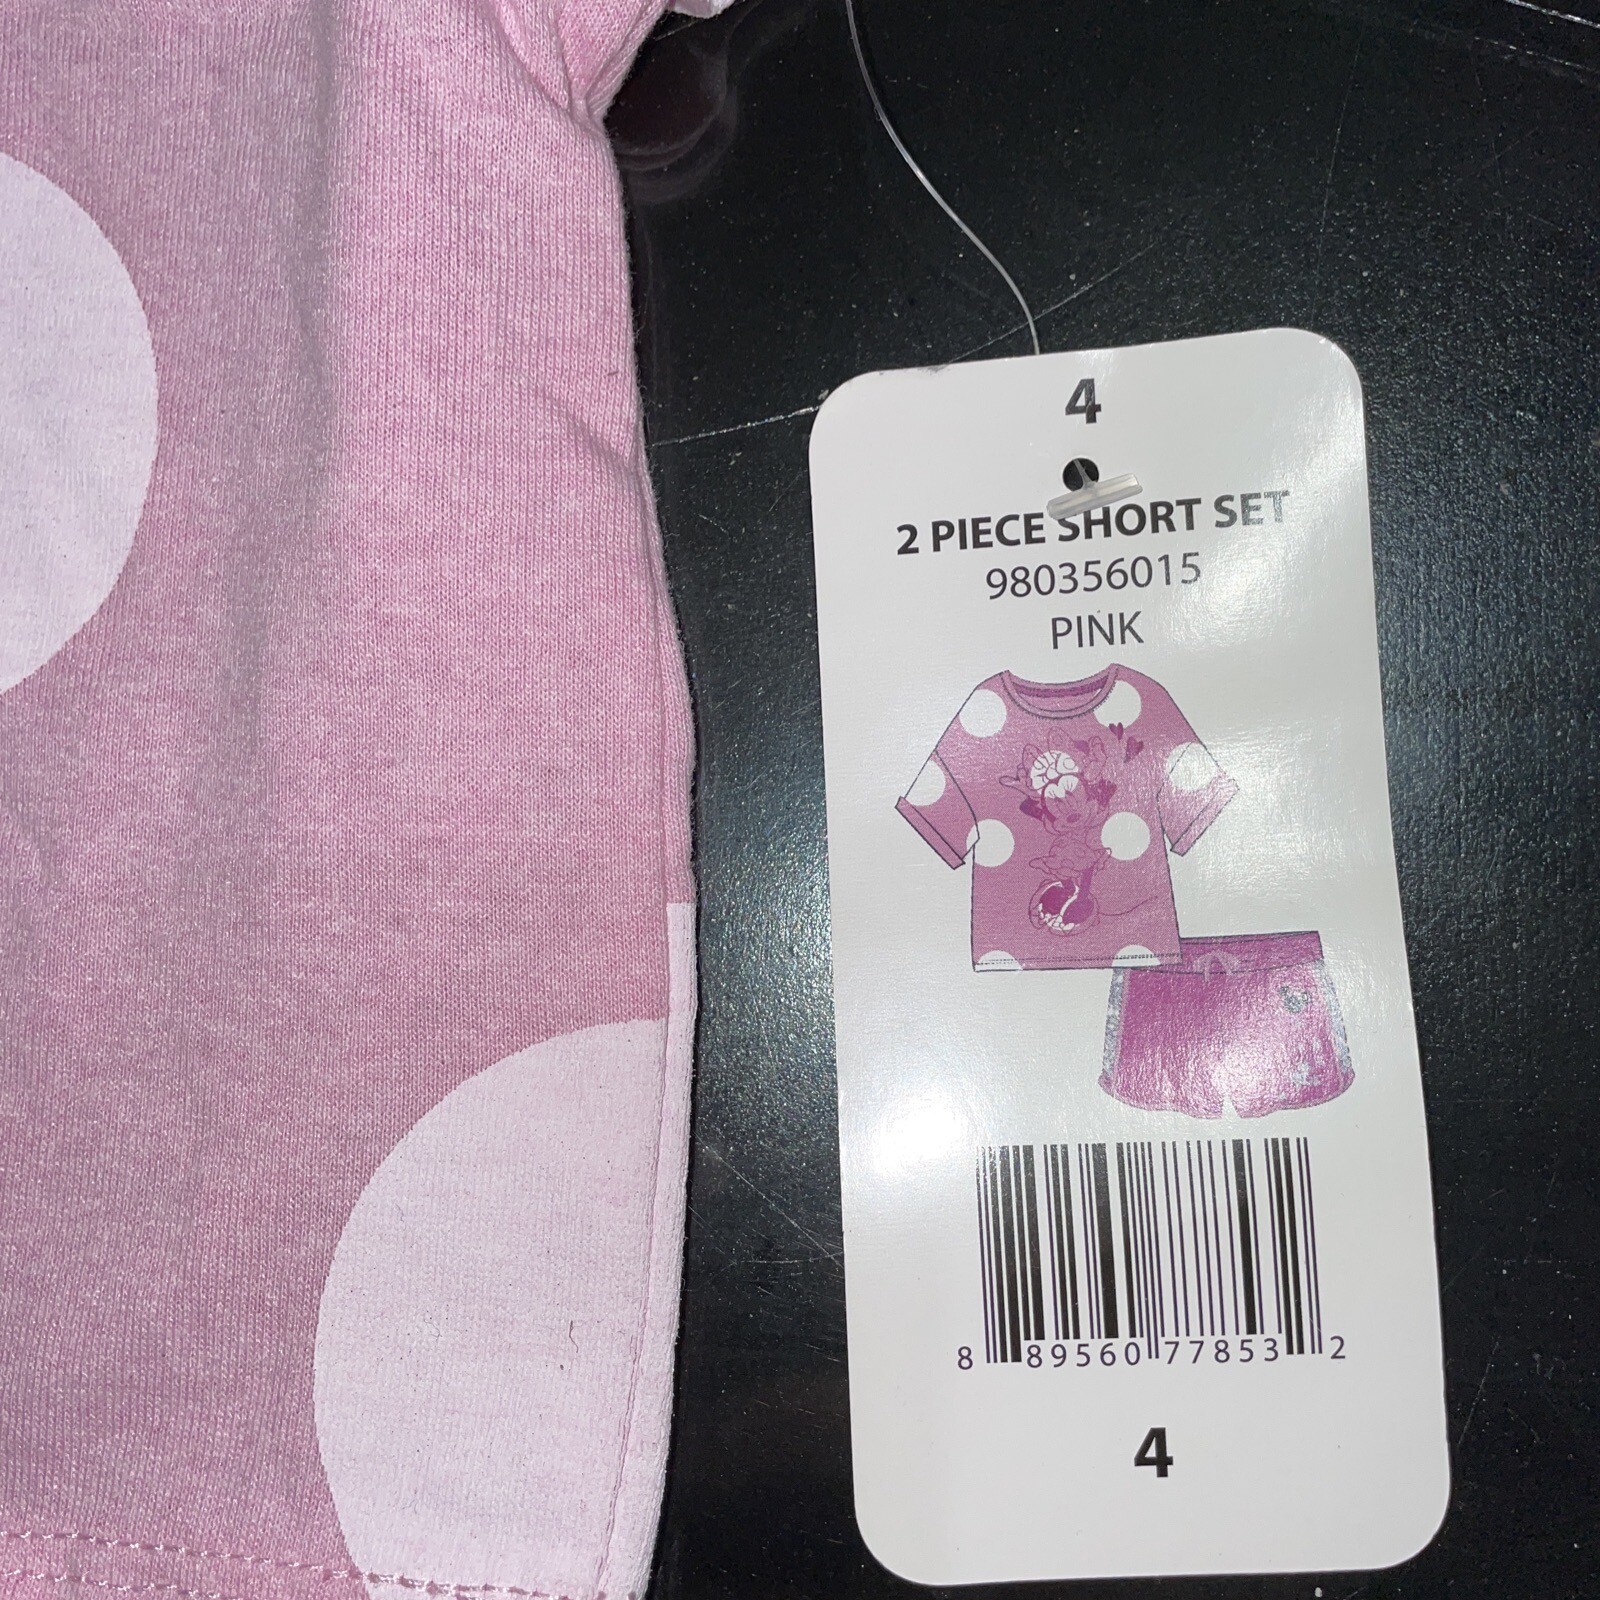 4
2 PIECE SHORT SET
980356015
PINK
8 89560 77853 2
4